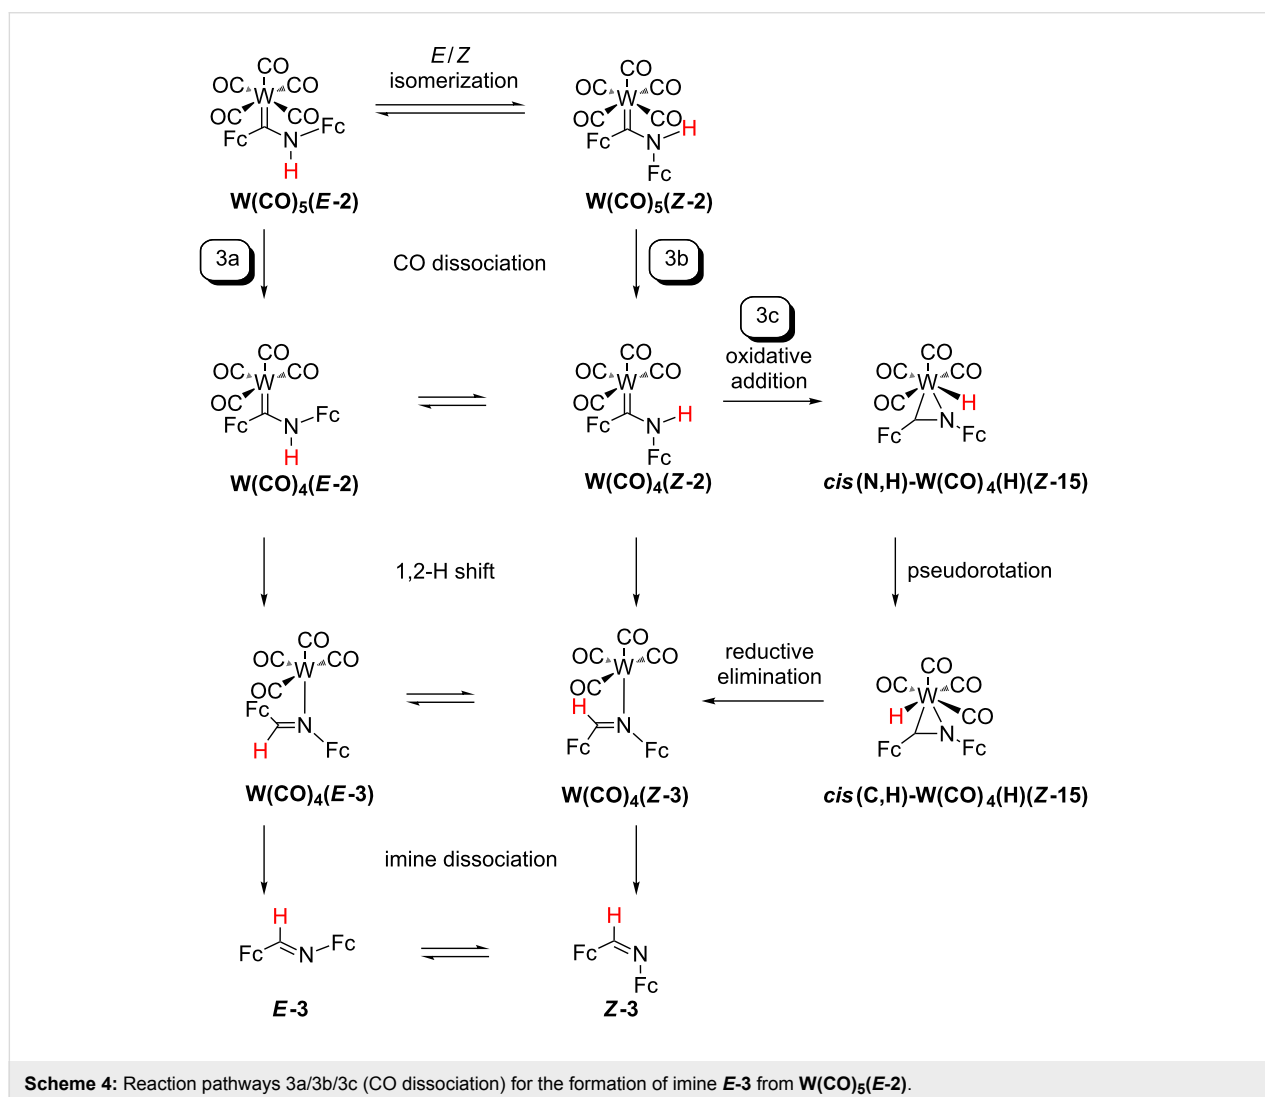 E/Z
isomerization
CO
OC CO
W
OC CO
Fc N Fc
H
W(CO)5(E-2)
CO
OC CO
W
OC CO
Fc N H
Fc
W(CO)5(Z-2)
3a
CO dissociation
3b
3c
oxidative
addition
CO
OC W CO
OC
Fc N Fc
H
W(CO)4(E-2)
CO
OC W CO
OC
Fc N H
Fc
W(CO)4(Z-2)
CO
OC W CO
OC H
Fc N Fc
cis(N,H)-W(CO)4(H)(Z-15)
1,2-H shift
pseudorotation
CO
OC W CO
OC
Fc N
H Fc
W(CO)4(E-3)
CO
OC W CO
OC
H N
Fc Fc
W(CO)4(Z-3)
reductive
elimination
CO
OC W CO
H CO
Fc N Fc
cis(C,H)-W(CO)4(H)(Z-15)
imine dissociation
H
Fc N Fc
E-3
H
Fc N
Fc
Z-3
Scheme 4: Reaction pathways 3a/3b/3c (CO dissociation) for the formation of imine E-3 from W(CO)5(E-2).